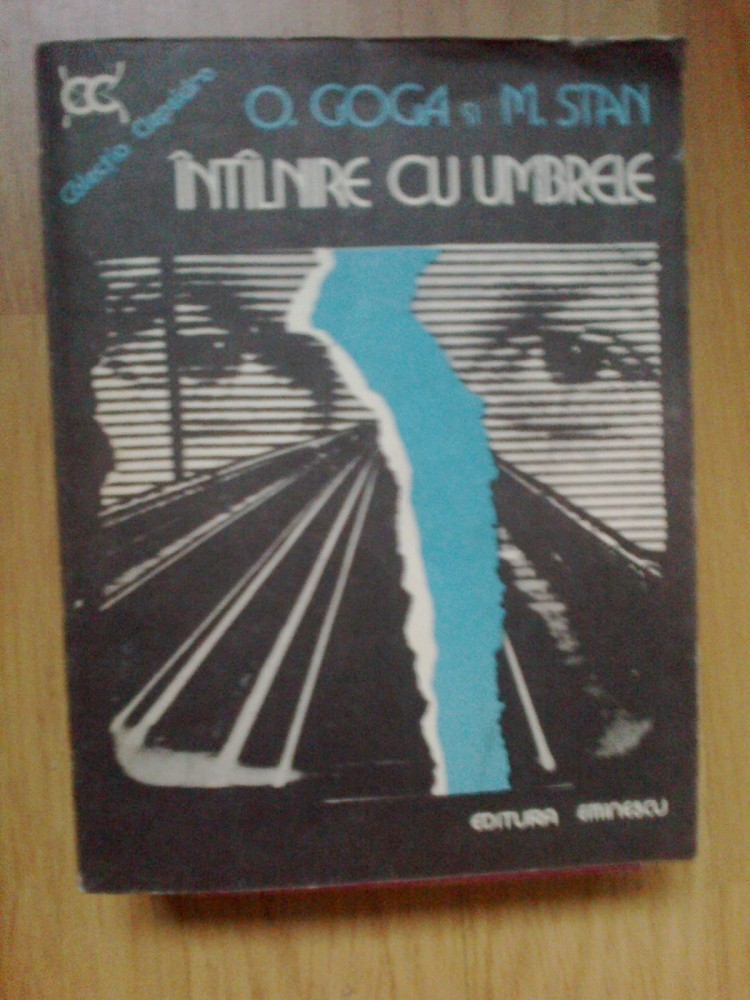 CC
Colecția Clepsidra
O. GOGA și M. STAN
ÎNTÎLNIRE CU UMBRELE
EDITURA EMINESCU